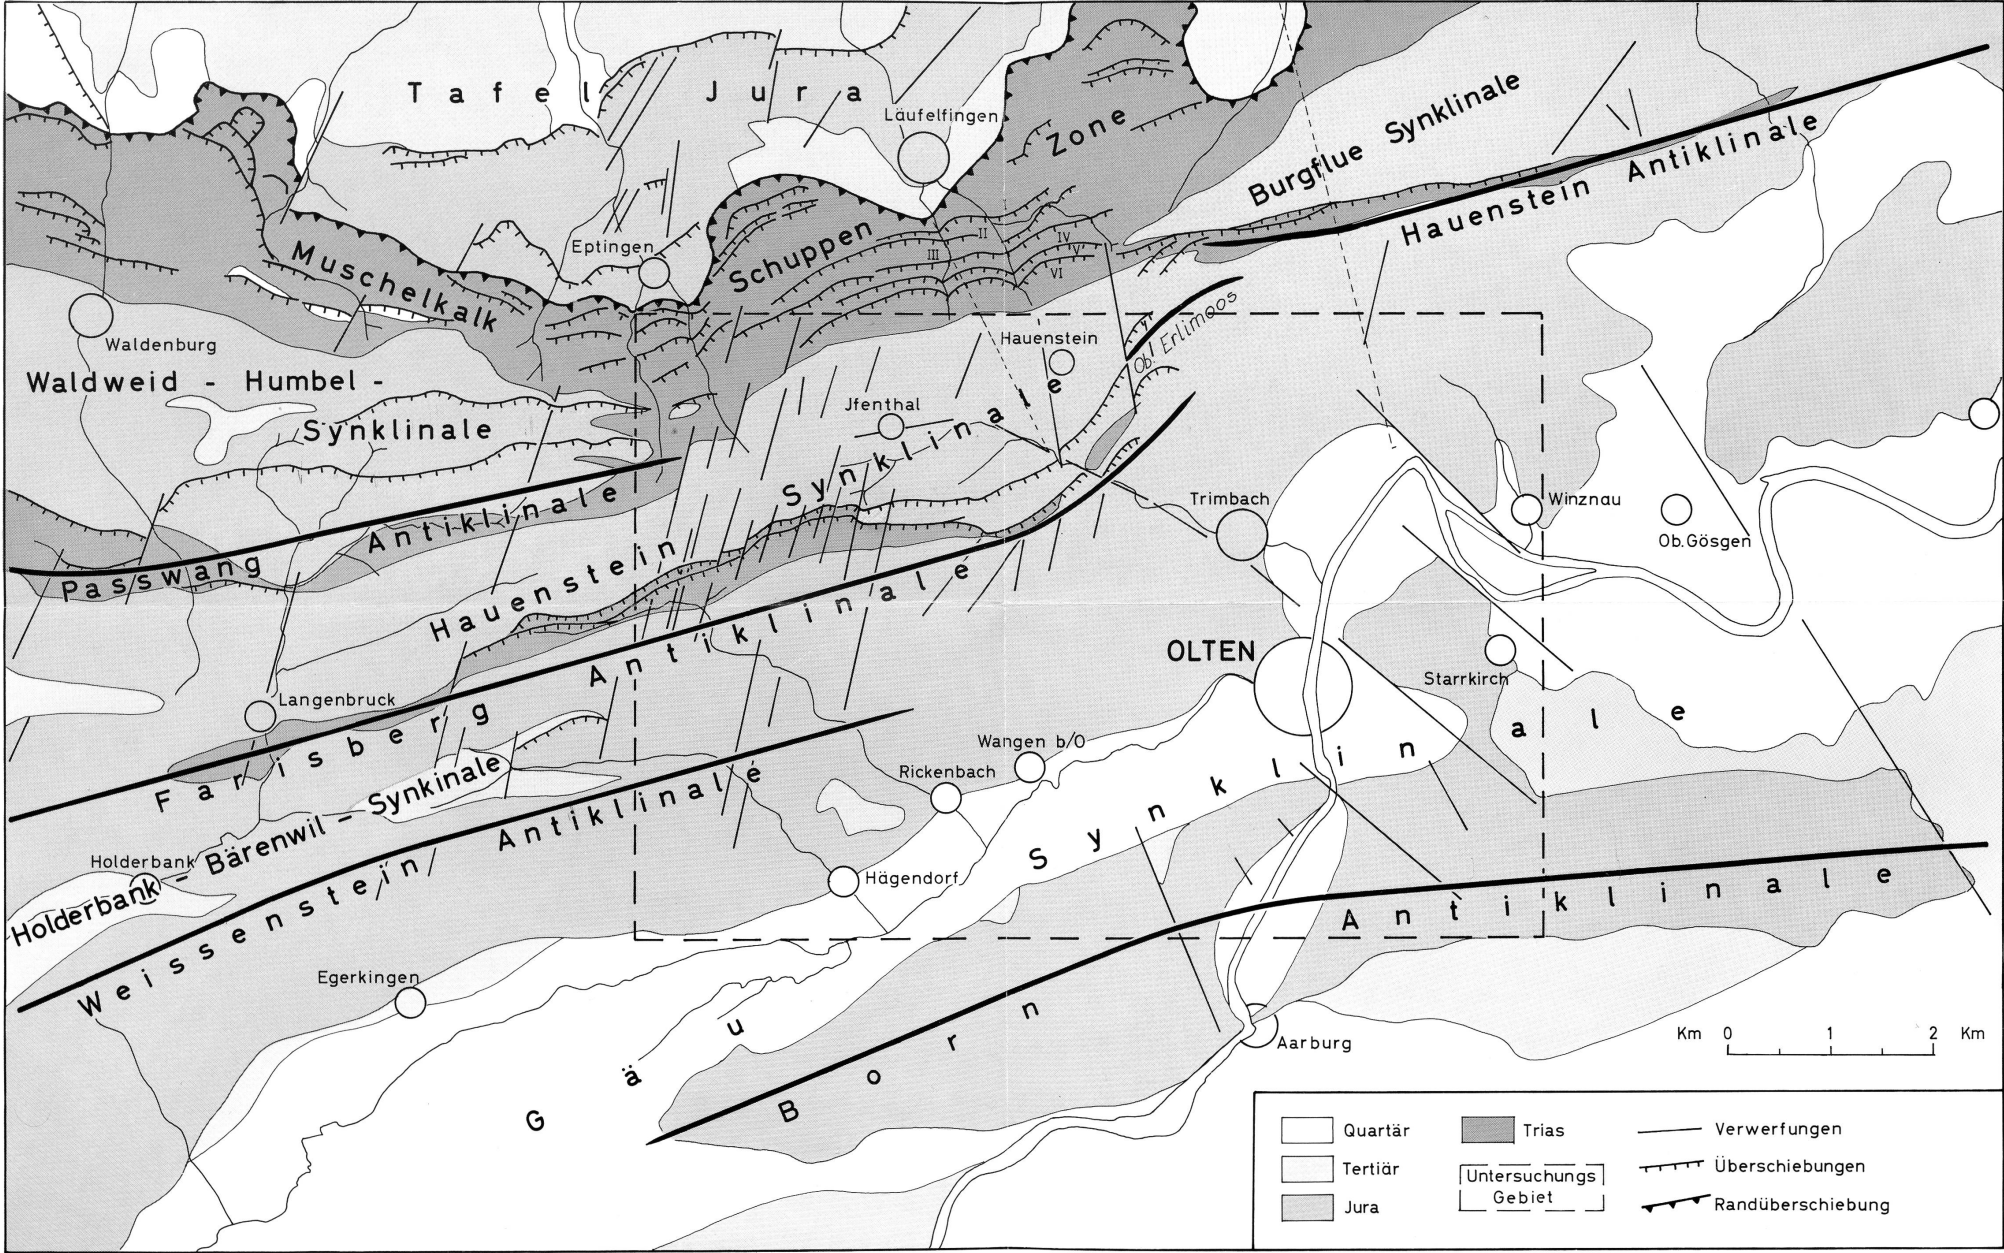 Tafel Jura
Läufelfingen
Zone
Burgflue Synklinale
Hauenstein Antiklinale
Eptingen
Muschelkalk
Schuppen
II
III
IV
V
VI
Waldenburg
Hauenstein
Ob. Erlimoos
Waldweid - Humbel -
Synklinale
Jfenthal
Hauenstein Synklinale
Passwang Antiklinale
Trimbach
Winznau
Ob. Gösgen
OLTEN
Starrkirch
Langenbruck
Farisberg Antiklinale
Wangen b/O
Rickenbach
Holderbank
Holderbank - Bärenwil - Synkinale
Hägendorf
Weissenstein Antiklinale
Egerkingen
Gäu Synklinale
Born Antiklinale
Aarburg
Km 0 1 2 Km
Quartär
Tertiär
Jura
Trias
Untersuchungs
Gebiet
Verwerfungen
Überschiebungen
Randüberschiebung